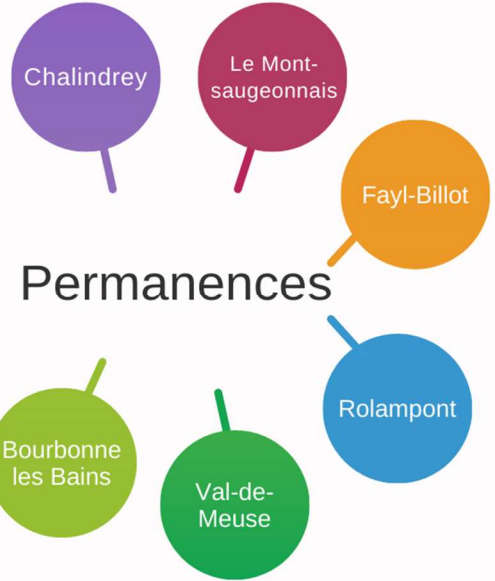 Chalindrey
Le Mont-
saugeonnais
Fayl-Billot
Permanences
Rolampont
Bourbonne
les Bains
Val-de-
Meuse